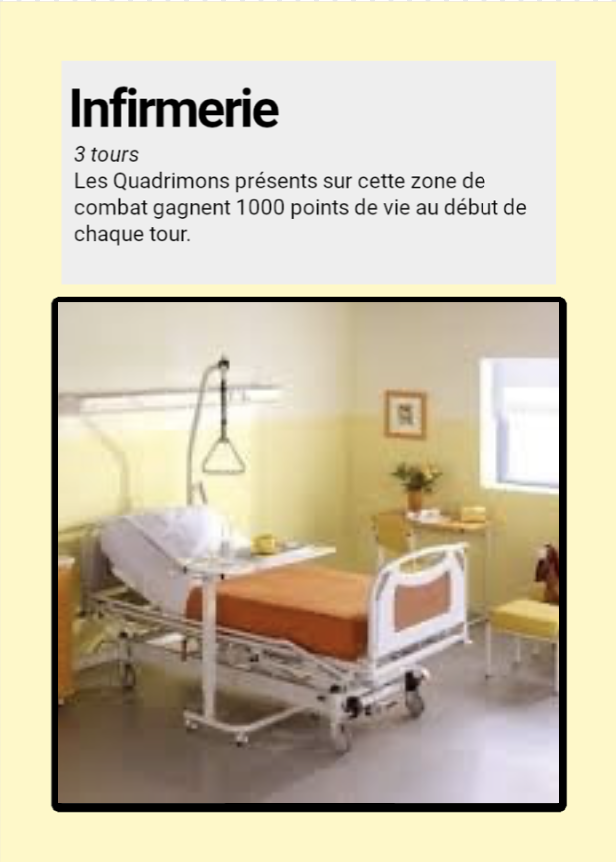 Infirmerie
3 tours
Les Quadrimons présents sur cette zone de
combat gagnent 1000 points de vie au début de
chaque tour.